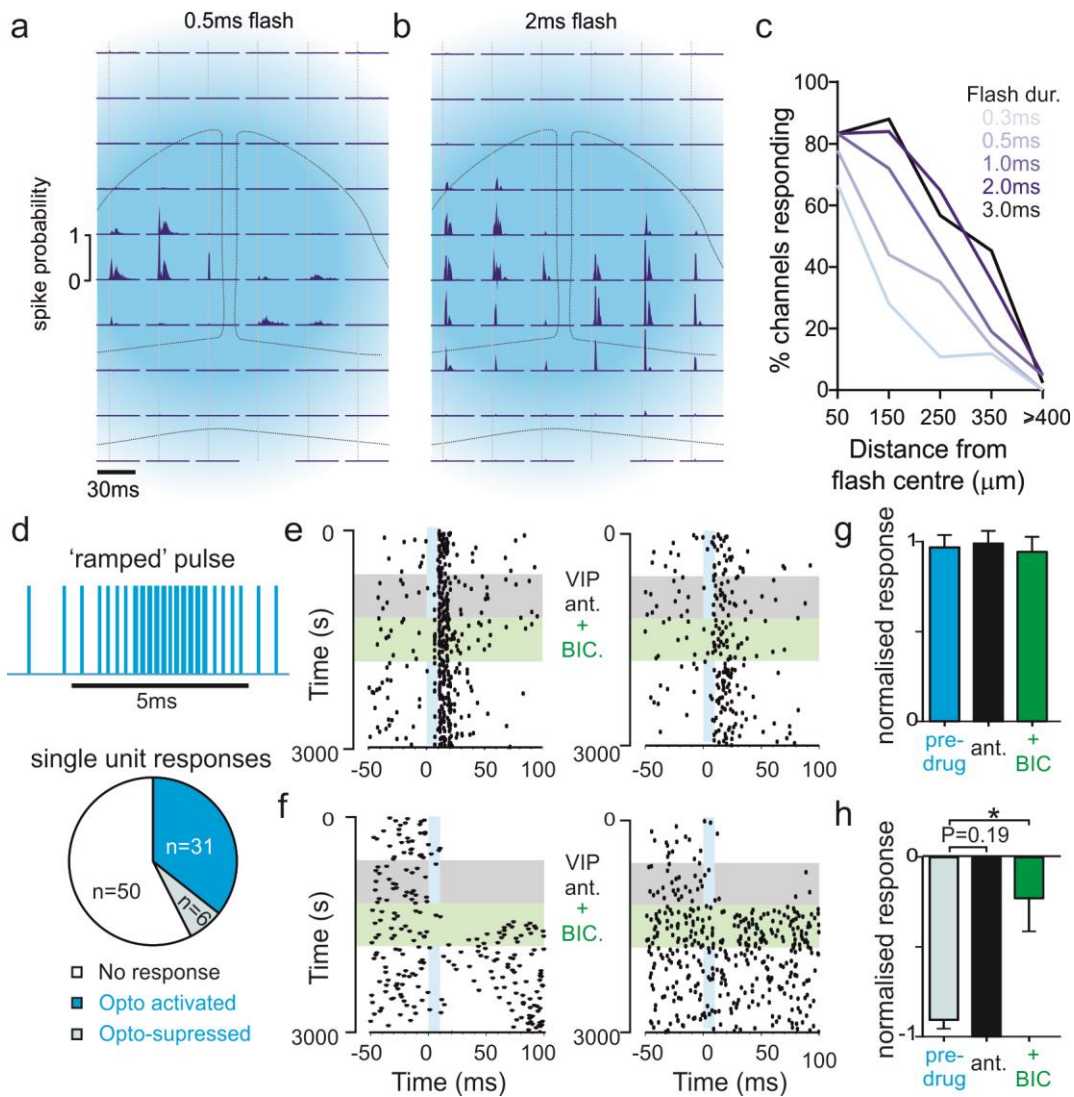 a
0.5ms flash
b
2ms flash
c
spike probability
1
0
30ms
100
80
60
40
20
0
% channels responding
Flash dur.
0.3ms
0.5ms
1.0ms
2.0ms
3.0ms
50
150
250
350
⩾400
Distance from
flash centre (µm)
d
'ramped' pulse
5ms
single unit responses
n=31
n=50
n=6
No response
Opto activated
Opto-supressed
e
0
Time (s)
3000
-50
0
50
100
VIP
ant.
+
BIC.
0
3000
-50
0
50
100
f
0
Time (s)
3000
-50
0
50
100
Time (ms)
VIP
ant.
+
BIC.
0
3000
-50
0
50
100
Time (ms)
g
normalised response
1
0
pre-
drug
ant.
+
BIC
h
*
P=0.19
0
-1
normalised response
pre-
drug
ant.
+
BIC